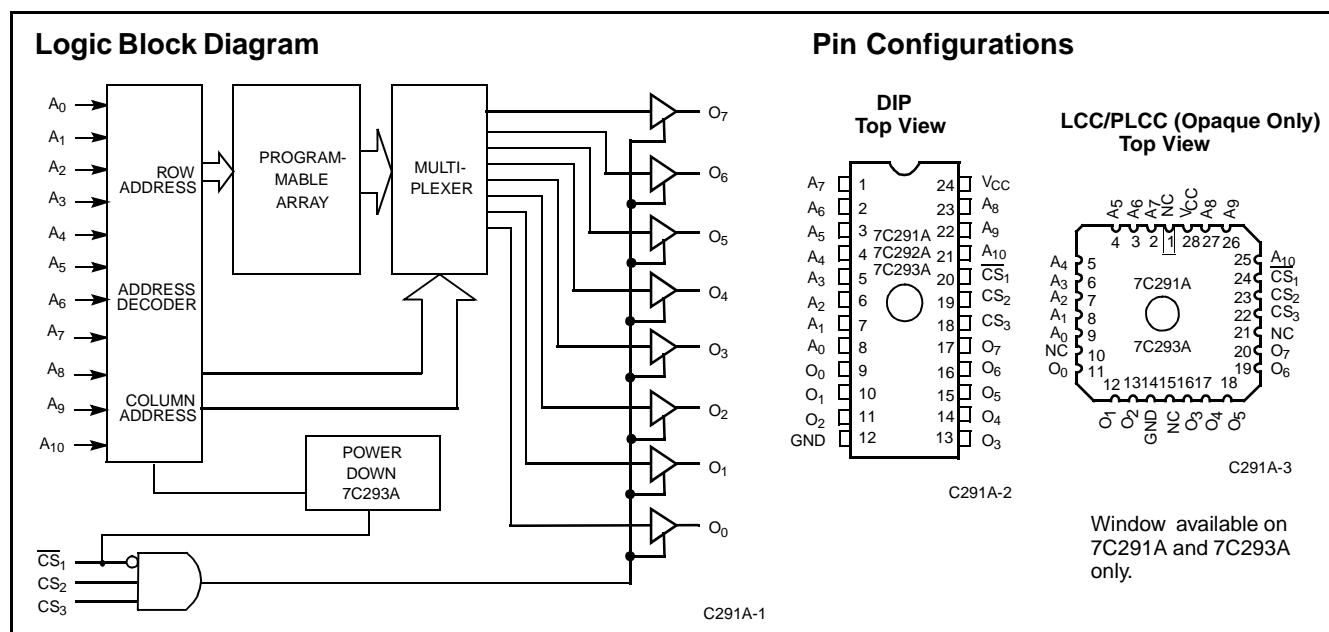 Logic Block Diagram
A0
A1
A2
A3
A4
A5
A6
A7
A8
A9
A10
ROW
ADDRESS
ADDRESS
DECODER
COLUMN
ADDRESS
PROGRAM-
MABLE
ARRAY
MULTI-
PLEXER
POWER
DOWN
7C293A
CS1
CS2
CS3
O7
O6
O5
O4
O3
O2
O1
O0
C291A-1
Pin Configurations
DIP
Top View
A7 1 24 VCC
A6 2 23 A8
A5 3 7C291A 22 A9
A4 4 7C292A 21 A10
A3 5 7C293A 20 CS1
A2 6 19 CS2
A1 7 18 CS3
A0 8 17 O7
O0 9 16 O6
O1 10 15 O5
O2 11 14 O4
GND 12 13 O3
C291A-2
LCC/PLCC (Opaque Only)
Top View
A5 A6 A7 NC VCC A8 A9
4 3 2 1 28 27 26
A4 5 25 A10
A3 6 24 CS1
A2 7 7C291A 23 CS2
A1 8 22 CS3
A0 9 7C293A 21 NC
NC 10 20 O7
O0 11 19 O6
12 13 14 15 16 17 18
O1 O2 GND NC O3 O4 O5
C291A-3
Window available on
7C291A and 7C293A
only.